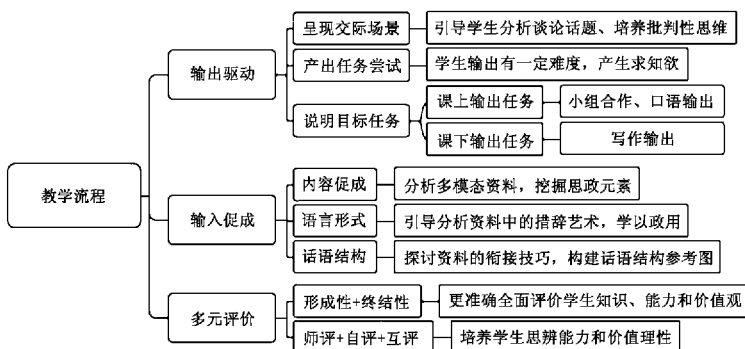 教学流程
输出驱动
呈现交际场景
引导学生分析谈论话题、培养批判性思维
产出任务尝试
学生输出有一定难度，产生求知欲
说明目标任务
课上输出任务
小组合作、口语输出
课下输出任务
写作输出
输入促成
内容促成
分析多模态资料，挖掘思政元素
语言形式
引导分析资料中的措辞艺术，学以政用
话语结构
探讨资料的衔接技巧，构建话语结构参考图
多元评价
形成性+终结性
更准确全面评价学生知识、能力和价值观
师评+自评+互评
培养学生思辨能力和价值理性